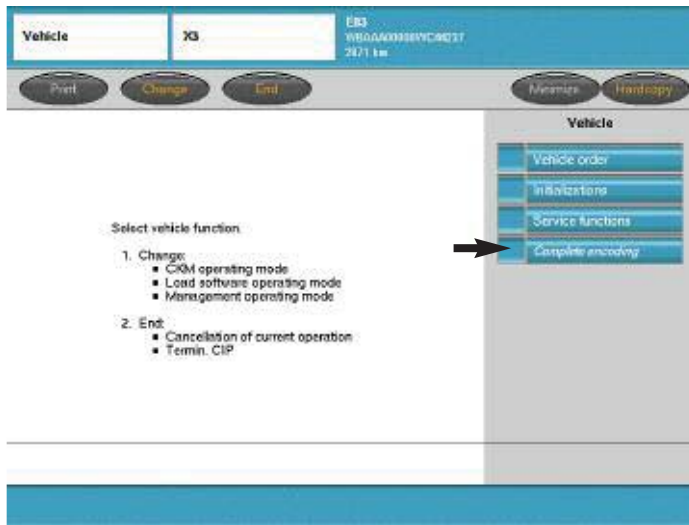 Vehicle
X3
E83
2871 km
Print
Change
End
Minimize
Hardcopy
Vehicle
Vehicle order
Initializations
Service functions
Complete encoding
Select vehicle function.
1. Change:
▪ CKM operating mode
▪ Load software operating mode
▪ Management operating mode
2. End:
▪ Cancellation of current operation
▪ Termin. CIP